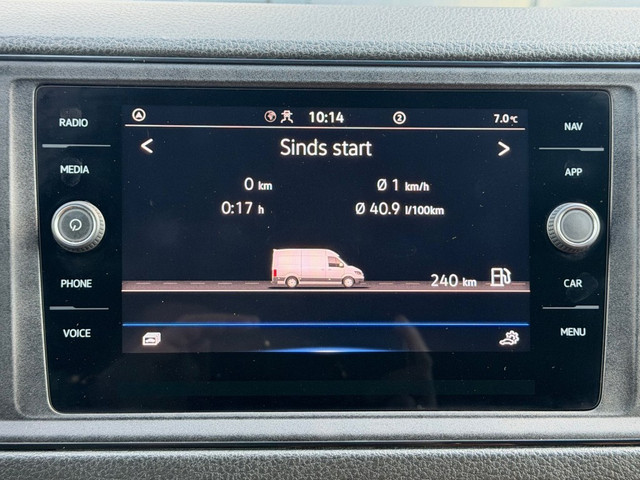 RADIO
MEDIA
PHONE
VOICE
10:14
2
7.0°C
< Sinds start >
0 km
Ø 1 km/h
0:17 h
Ø 40.9 l/100km
240 km
NAV
APP
CAR
MENU